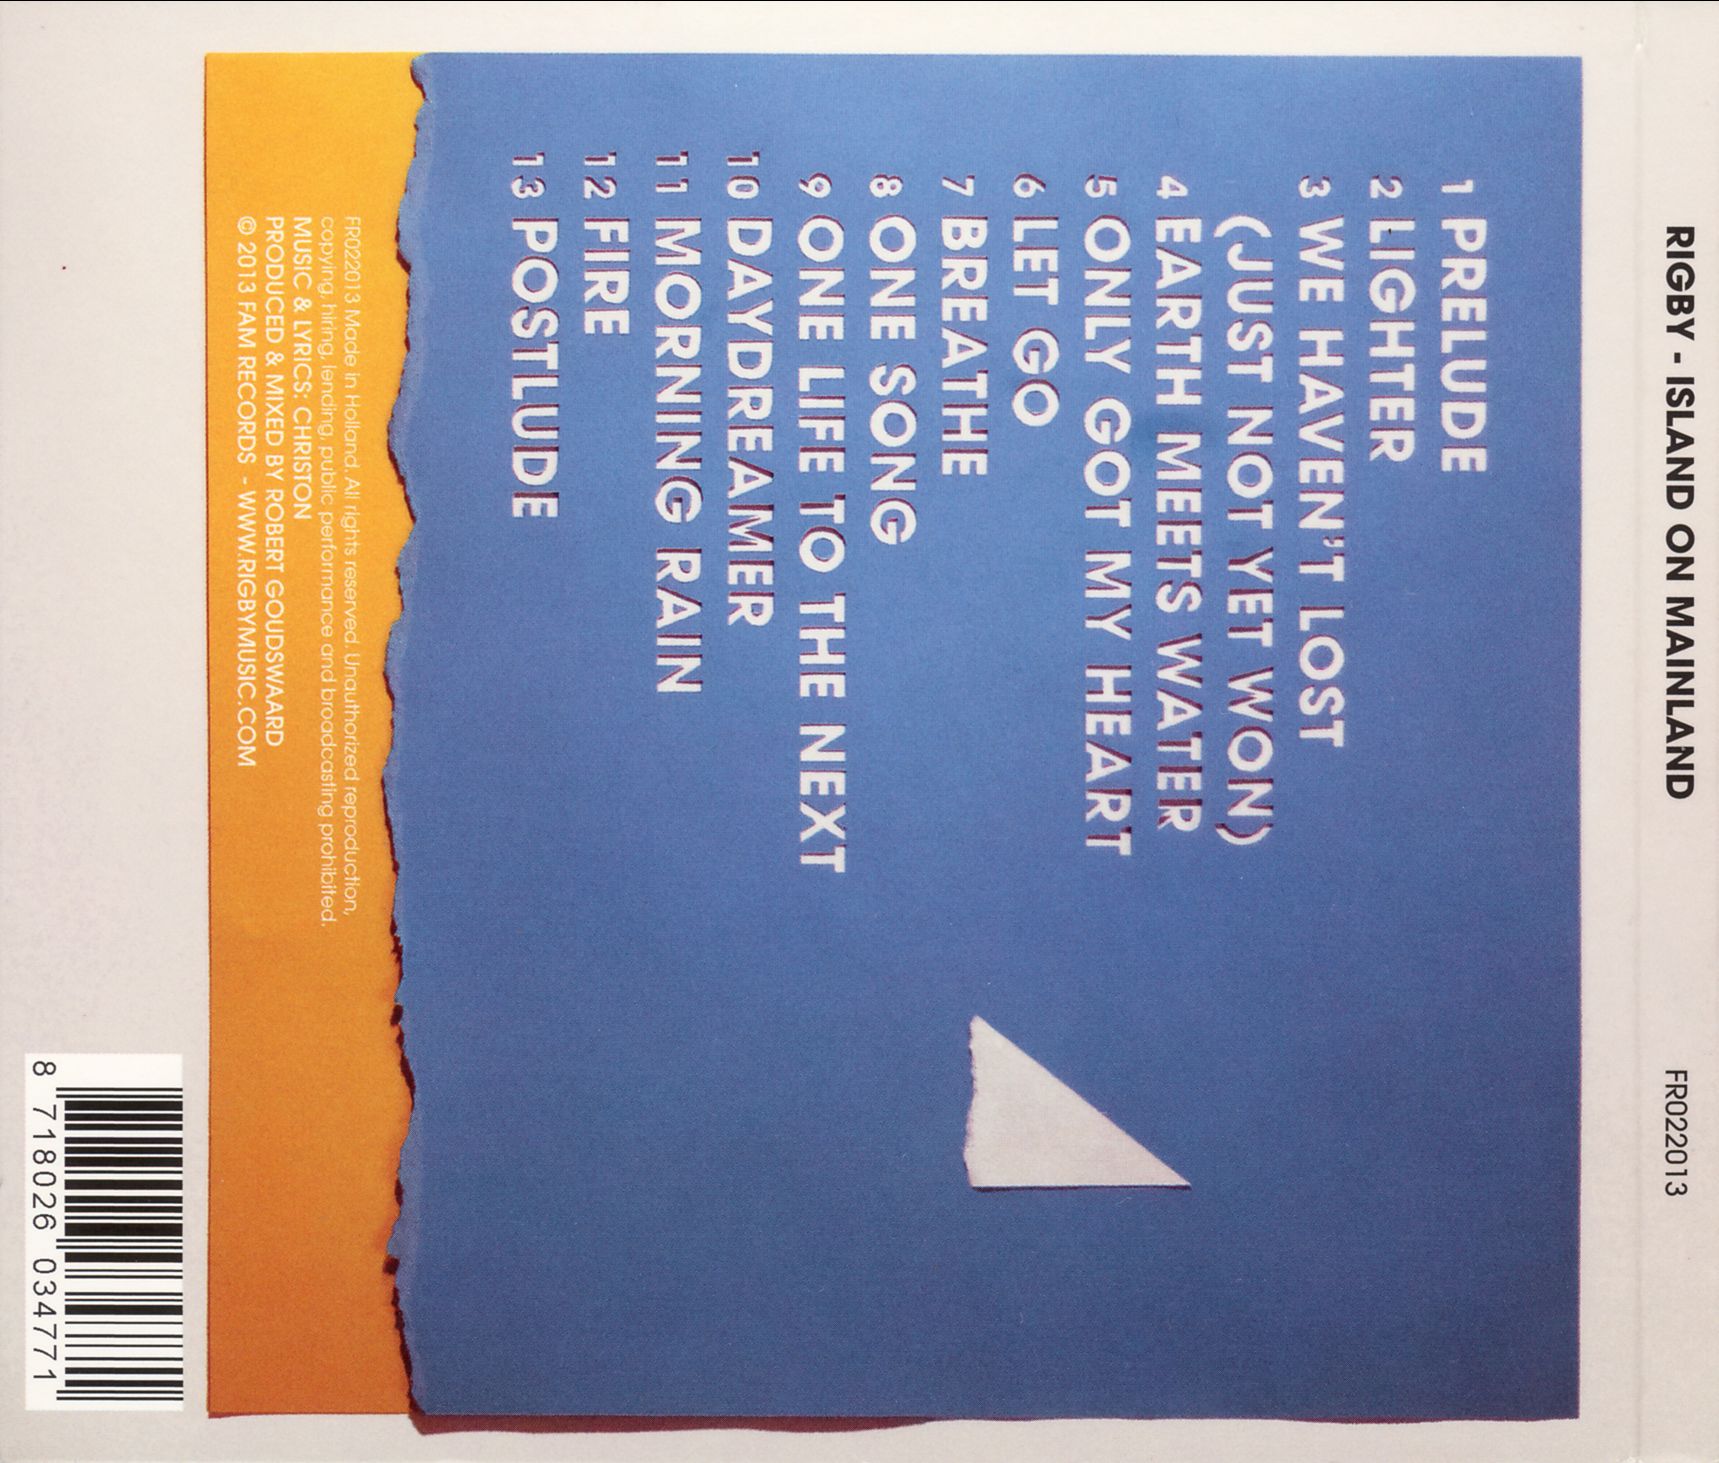 RIGBY - ISLAND ON MAINLAND FR022013
1 PRELUDE
2 LIGHTER
3 WE HAVEN'T LOST
(JUST NOT YET WON)
4 EARTH MEETS WATER
5 ONLY GOT MY HEART
6 LET GO
7 BREATHE
8 ONE SONG
9 ONE LIFE TO THE NEXT
10 DAYDREAMER
11 MORNING RAIN
12 FIRE
13 POSTLUDE
FR022013 Made in Holland. All rights reserved. Unauthorized reproduction,
copying, hiring, lending, public performance and broadcasting prohibited.
MUSIC & LYRICS: CHRISTON
PRODUCED & MIXED BY ROBERT GOUDSWAARD
© 2013 FAM RECORDS - WWW.RIGBYMUSIC.COM
8 718026 034771